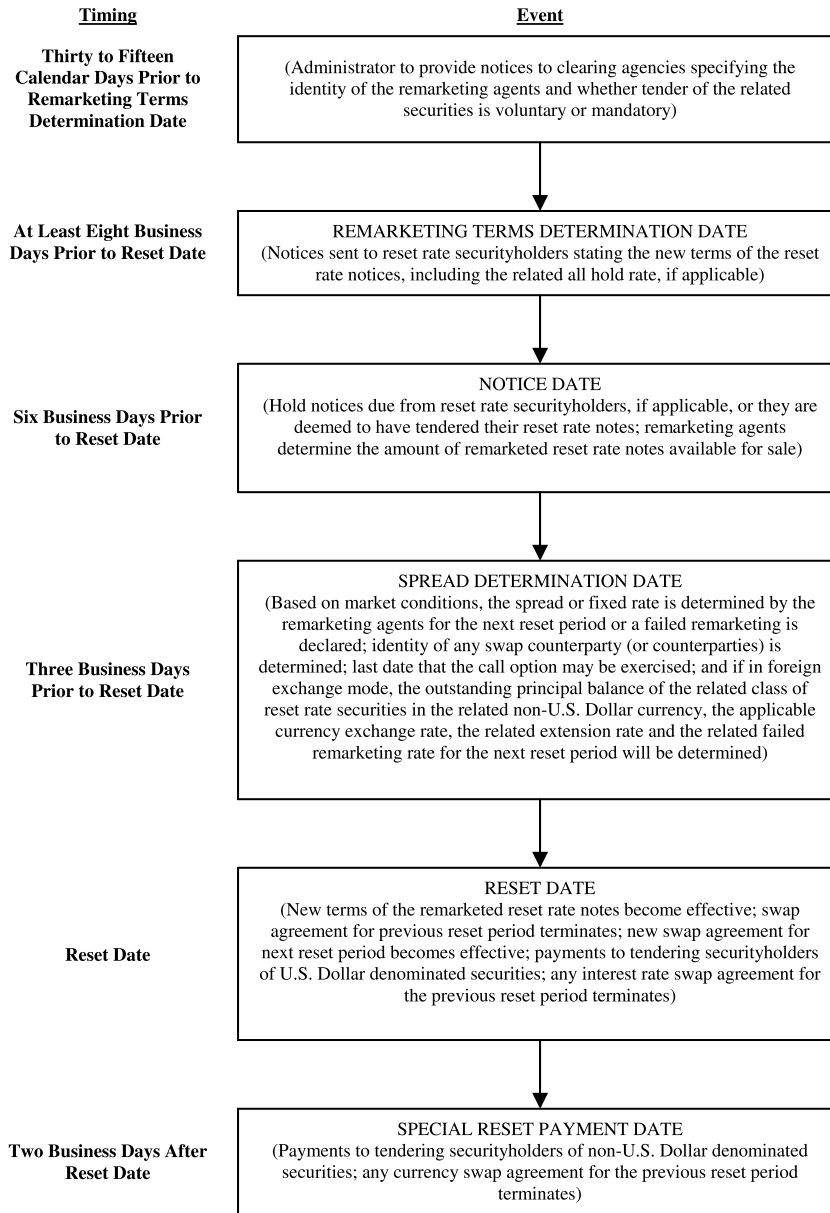 Timing
Event
Thirty to Fifteen
Calendar Days Prior to
Remarketing Terms
Determination Date
(Administrator to provide notices to clearing agencies specifying the
identity of the remarketing agents and whether tender of the related
securities is voluntary or mandatory)
At Least Eight Business
Days Prior to Reset Date
REMARKETING TERMS DETERMINATION DATE
(Notices sent to reset rate securityholders stating the new terms of the reset
rate notices, including the related all hold rate, if applicable)
Six Business Days Prior
to Reset Date
NOTICE DATE
(Hold notices due from reset rate securityholders, if applicable, or they are
deemed to have tendered their reset rate notes; remarketing agents
determine the amount of remarketed reset rate notes available for sale)
Three Business Days
Prior to Reset Date
SPREAD DETERMINATION DATE
(Based on market conditions, the spread or fixed rate is determined by the
remarketing agents for the next reset period or a failed remarketing is
declared; identity of any swap counterparty (or counterparties) is
determined; last date that the call option may be exercised; and if in foreign
exchange mode, the outstanding principal balance of the related class of
reset rate securities in the related non-U.S. Dollar currency, the applicable
currency exchange rate, the related extension rate and the related failed
remarketing rate for the next reset period will be determined)
Reset Date
RESET DATE
(New terms of the remarketed reset rate notes become effective; swap
agreement for previous reset period terminates; new swap agreement for
next reset period becomes effective; payments to tendering securityholders
of U.S. Dollar denominated securities; any interest rate swap agreement for
the previous reset period terminates)
Two Business Days After
Reset Date
SPECIAL RESET PAYMENT DATE
(Payments to tendering securityholders of non-U.S. Dollar denominated
securities; any currency swap agreement for the previous reset period
terminates)